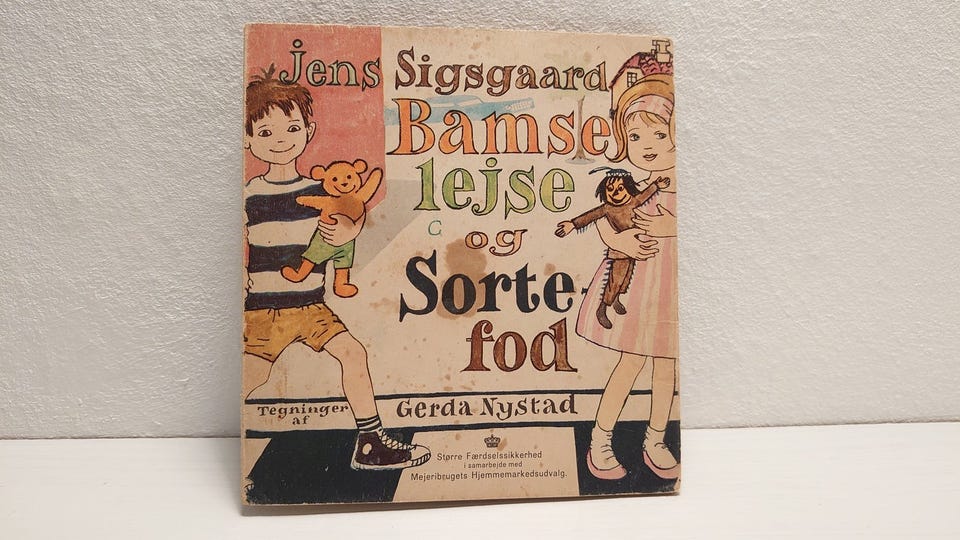 Jens Sigsgaard
Bamse
lejse
og
Sorte-
fod
Tegninger
af
Gerda Nystad
Større Færdselssikkerhed
i samarbejde med
Mejeribrugets Hjemmemarkedsudvalg.